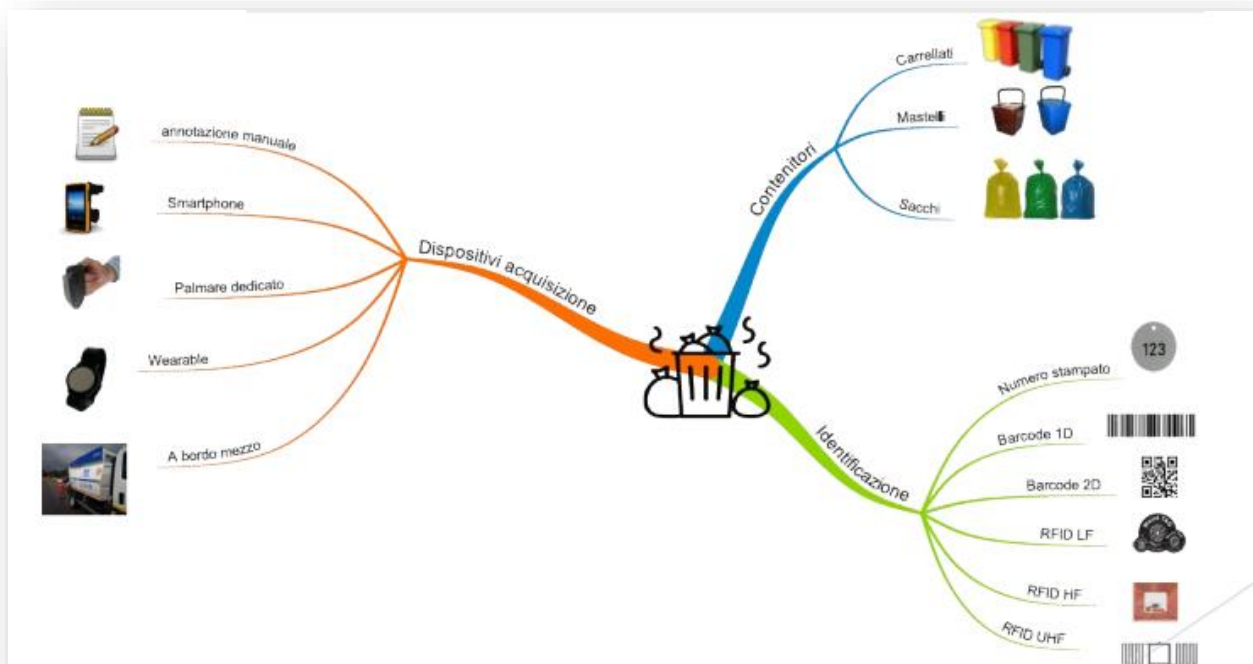 Carrellati
Mastelli
Sacchi
Contenitori
annotazione manuale
Smartphone
Palmare dedicato
Wearable
A bordo mezzo
Dispositivi acquisizione
Identificazione
Numero stampato
123
Barcode 1D
Barcode 2D
RFID LF
RFID HF
RFID UHF